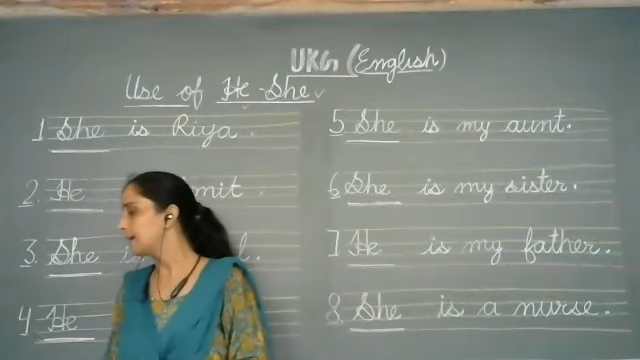 UKG (English)
Use of He-She
1 She is Riya.
2. He mit.
3. She i l.
4 He
5 She is my aunt.
6 She is my sister.
7 He is my father.
8. She is a nurse.